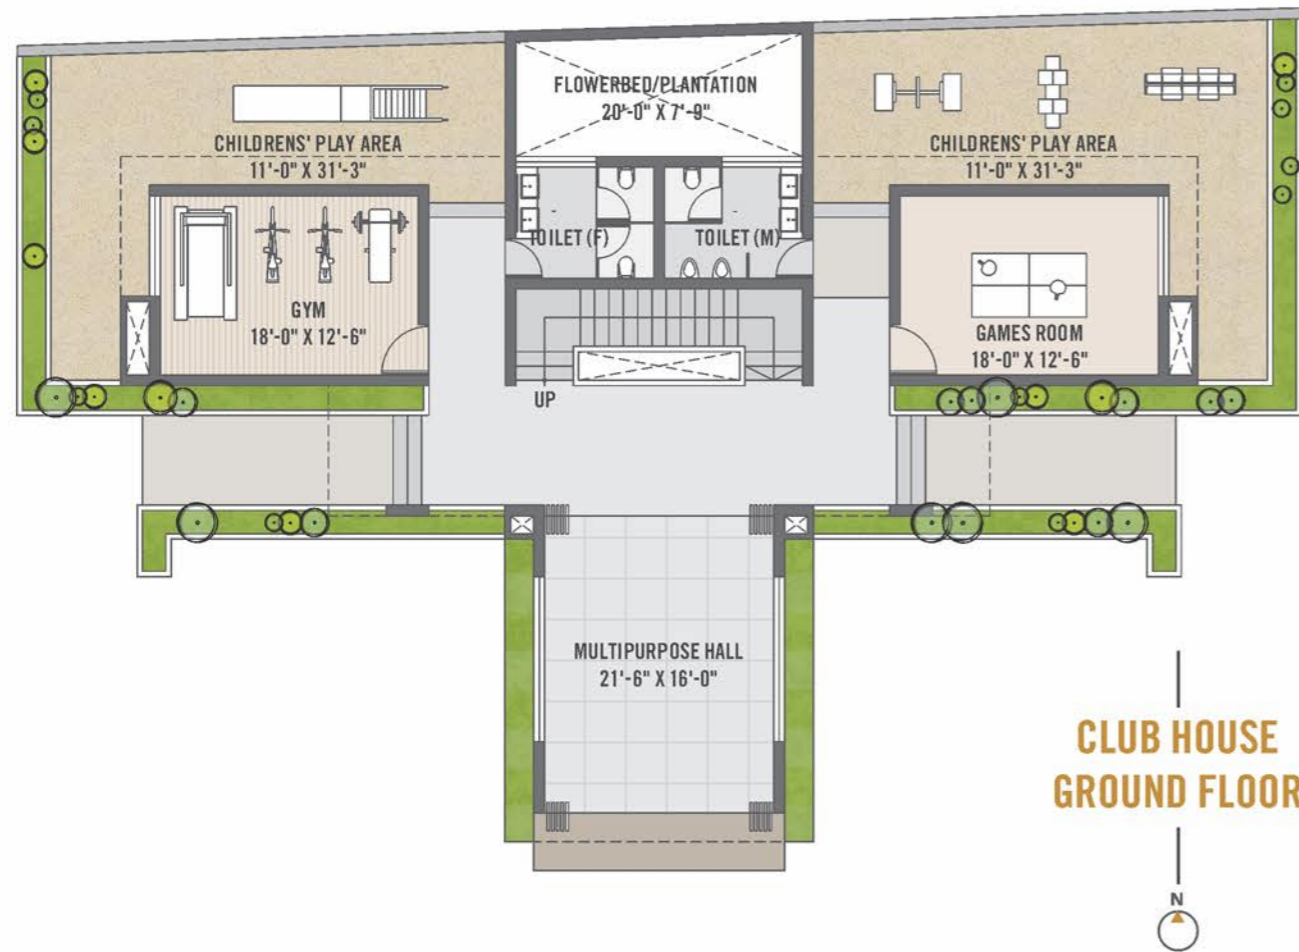 FLOWERBED/PLANTATION
20'-0" X 7'-9"
CHILDRENS' PLAY AREA
11'-0" X 31'-3"
CHILDRENS' PLAY AREA
11'-0" X 31'-3"
TOILET (F)
TOILET (M)
GYM
18'-0" X 12'-6"
GAMES ROOM
18'-0" X 12'-6"
UP
MULTIPURPOSE HALL
21'-6" X 16'-0"
CLUB HOUSE
GROUND FLOOR
N